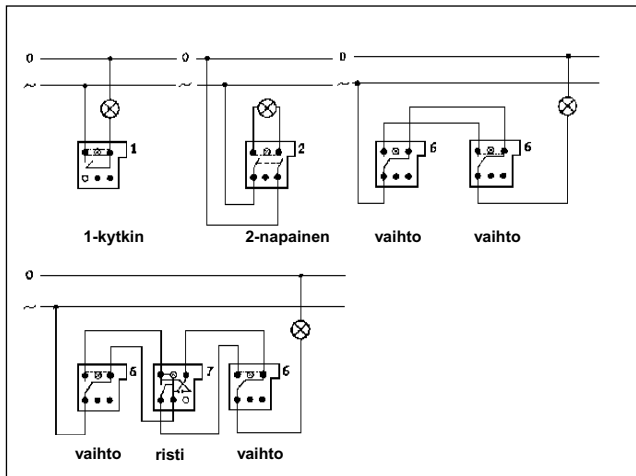 0 0 0
~ ~ ~
1 2 6 6
1-kytkin 2-napainen vaihto vaihto
0
~
6 7 6
vaihto risti vaihto